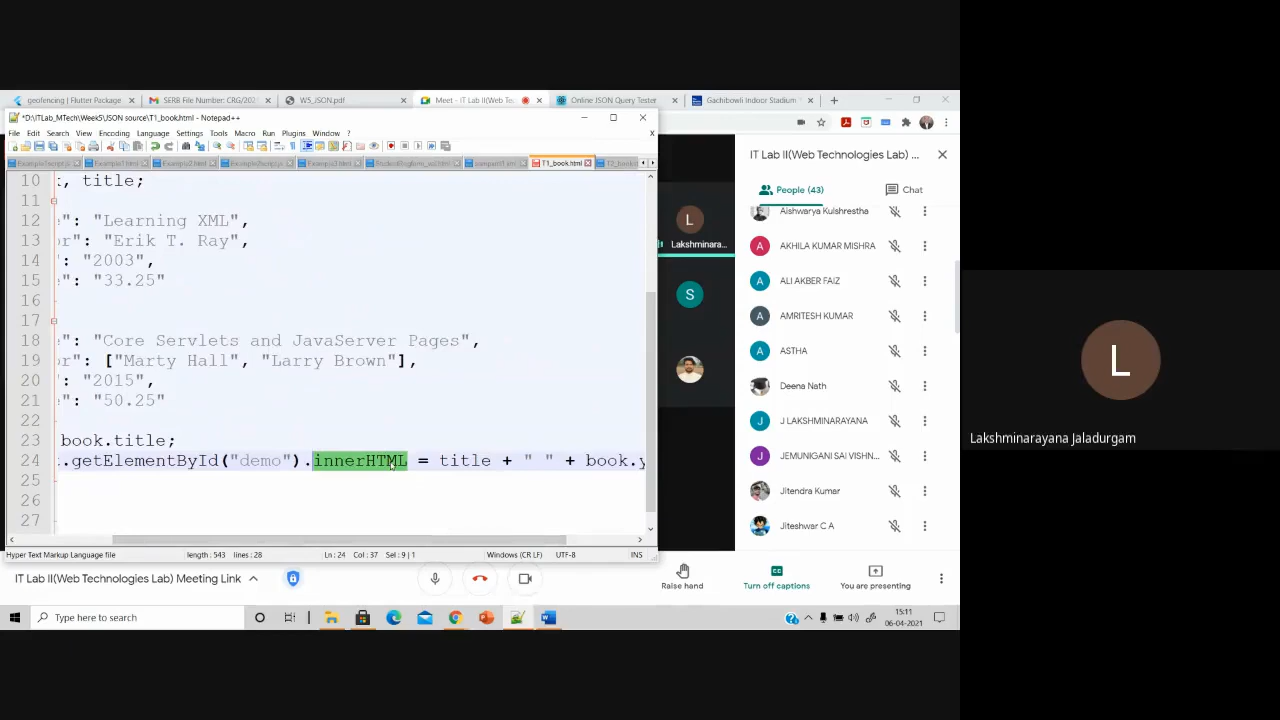 geofencing | Flutter Package
SERB File Number: CRG/202
WS_JSON.pdf
Meet - IT Lab II(Web Te
Online JSON Query Tester
Gachibowli Indoor Stadium
*D:\ITLab_MTech\Week5\JSON source\T1_book.html - Notepad++
File Edit Search View Encoding Language Settings Tools Macro Run Plugins Window ?
X
T1_book.html
10 , title;
11
12 ": "Learning XML",
13 r": "Erik T. Ray",
14 ": "2003",
15 ": "33.25"
16
17
18 ": "Core Servlets and JavaServer Pages",
19 r": ["Marty Hall", "Larry Brown"],
20 ": "2015",
21 ": "50.25"
22
23 book.title;
24 .getElementById("demo").innerHTML = title + " " + book.y
25
26
27
Hyper Text Markup Language file length : 543 lines : 28 Ln : 24 Col : 37 Sel : 9 | 1 Windows (CR LF) UTF-8 INS
L
Lakshminara...
S
IT Lab II(Web Technologies Lab) ...
People (43)
Chat
Aishwarya Kulshrestha
A AKHILA KUMAR MISHRA
A ALI AKBER FAIZ
A AMRITESH KUMAR
A ASTHA
Deena Nath
J J LAKSHMINARAYANA
J JEMUNIGANI SAI VISHN...
Jitendra Kumar
Jiteshwar C A
IT Lab II(Web Technologies Lab) Meeting Link
Raise hand
Turn off captions
You are presenting
Type here to search
15:11
06-04-2021
L
Lakshminarayana Jaladurgam